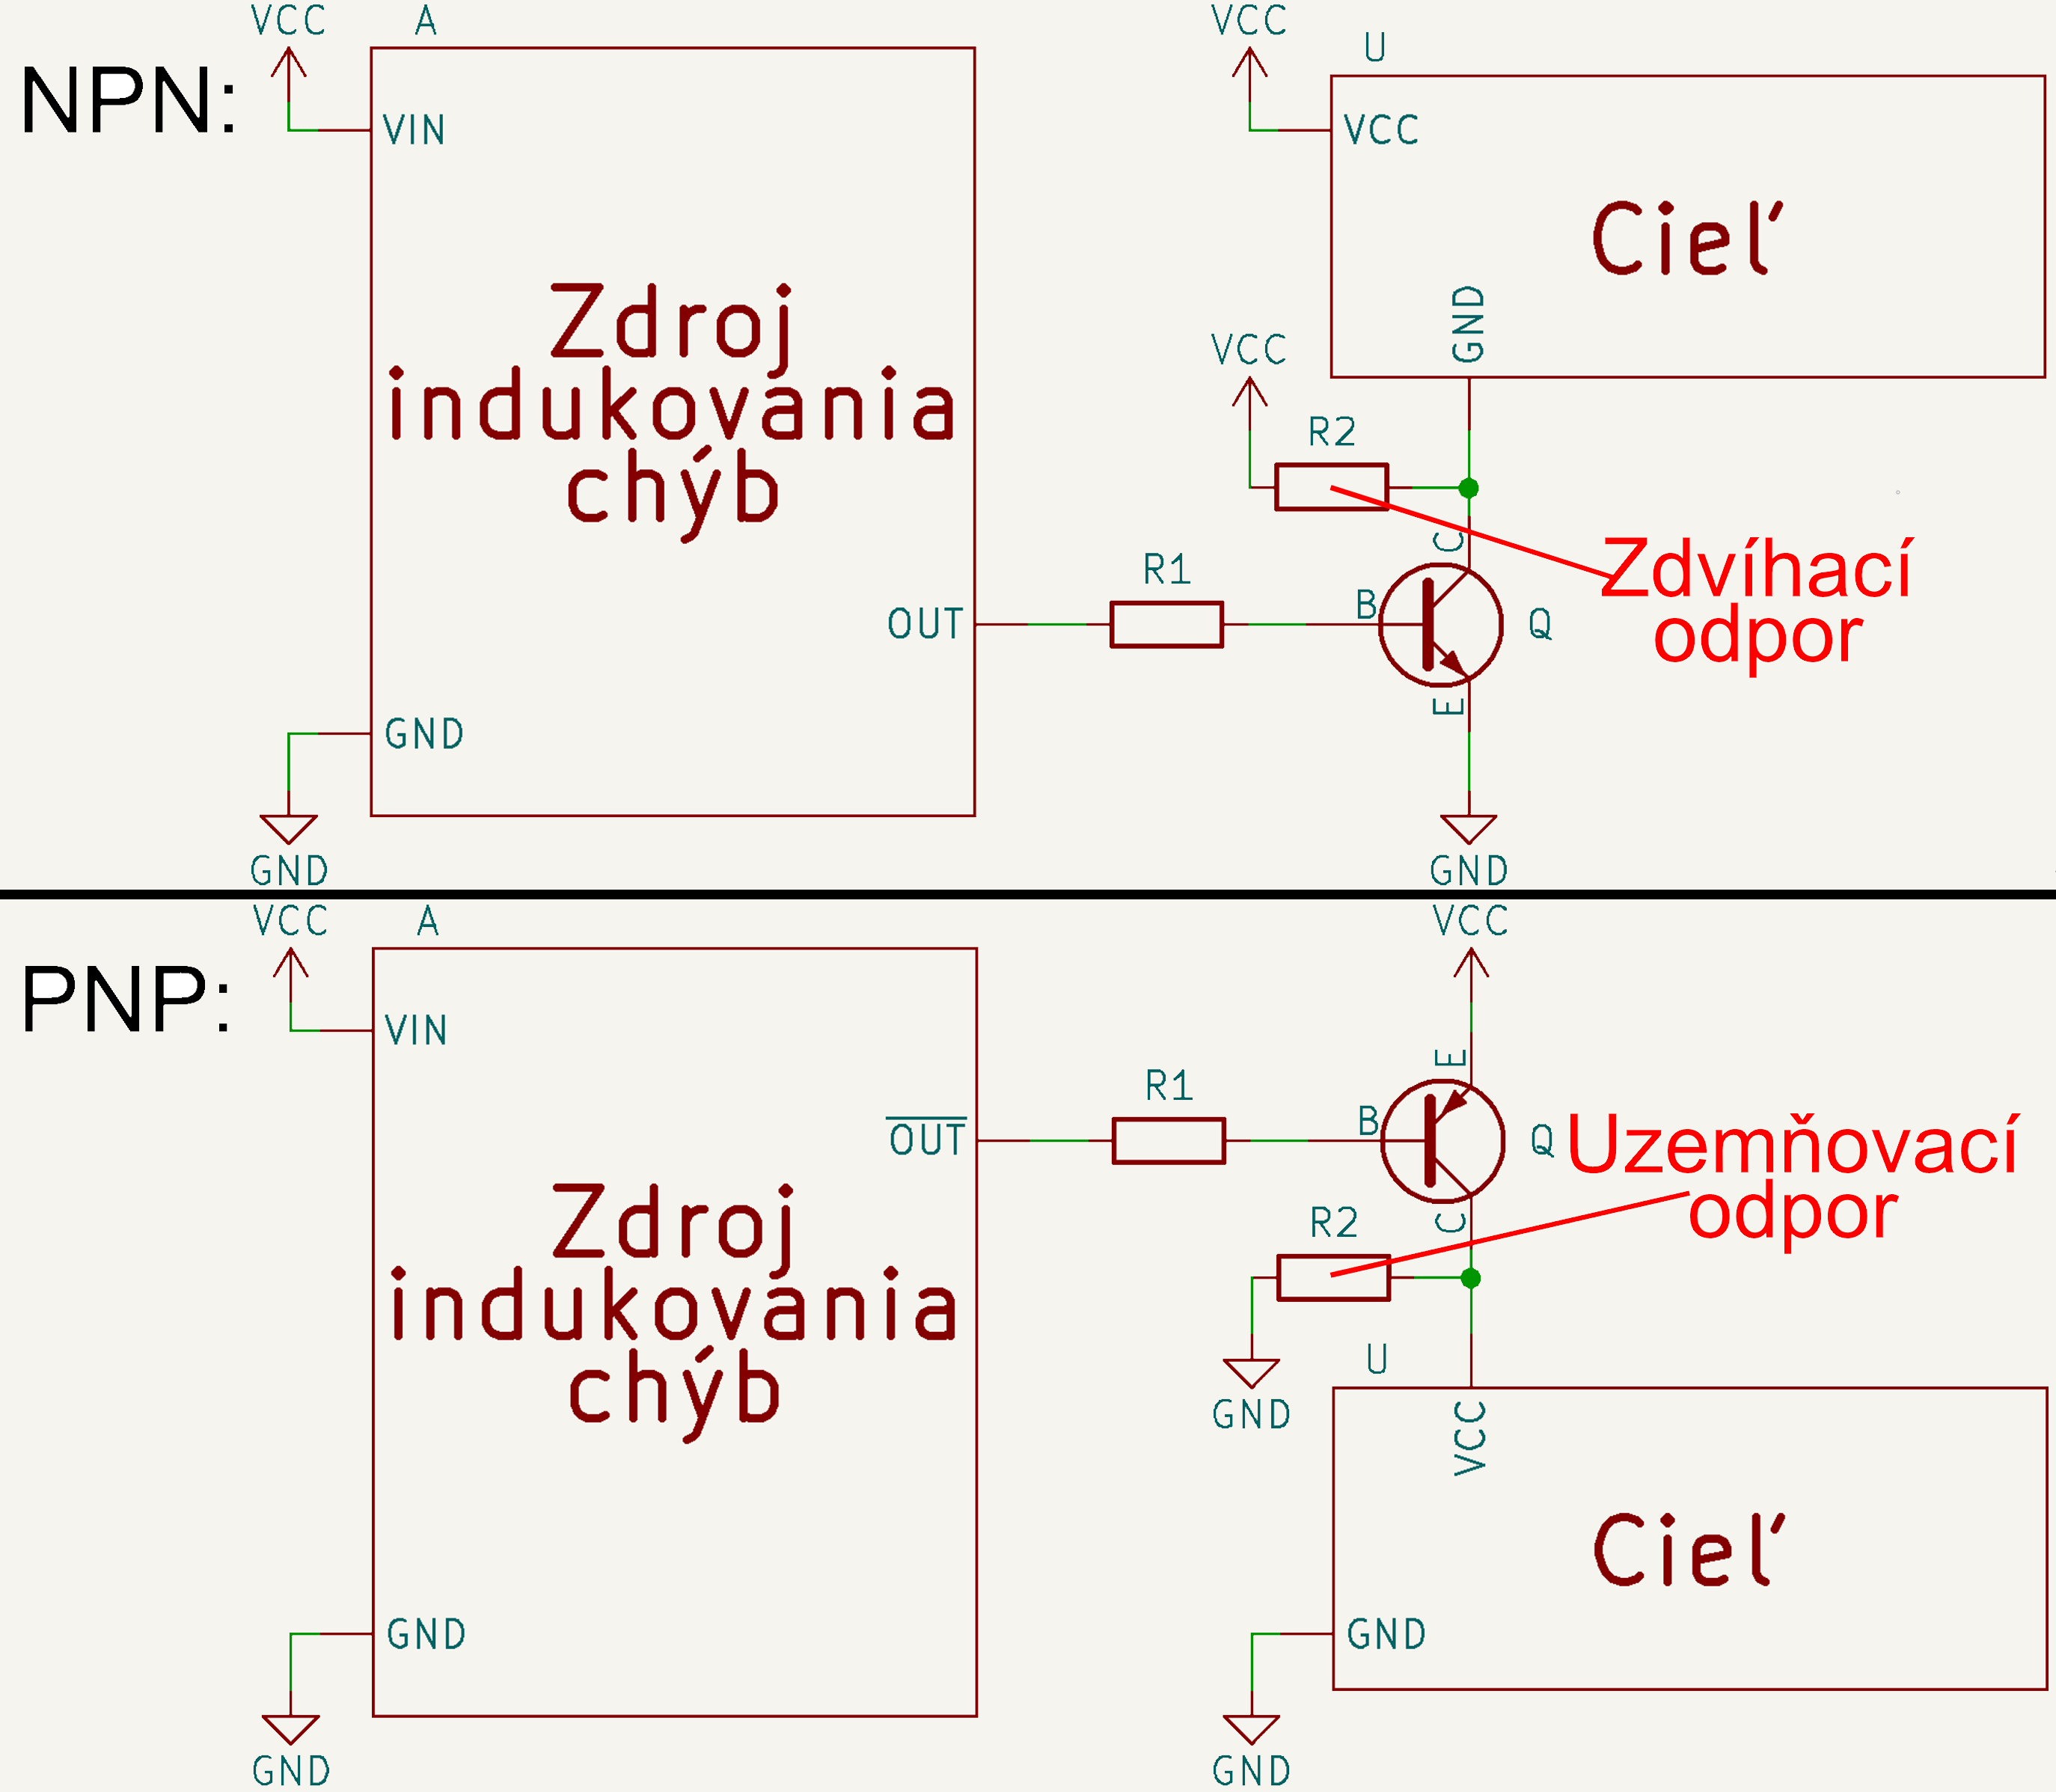 VCC
A
VCC
U
NPN:
VIN
VCC
Cieľ
GND
Zdroj
indukovania
chýb
VCC
R2
C
Zdvíhací
odpor
R1
B
OUT
Q
E
GND
GND
GND
VCC
A
VCC
PNP:
VIN
E
R1
B
OUT
Q
Uzemňovací
odpor
Zdroj
indukovania
chýb
R2
C
U
GND
VCC
Cieľ
GND
GND
GND
GND